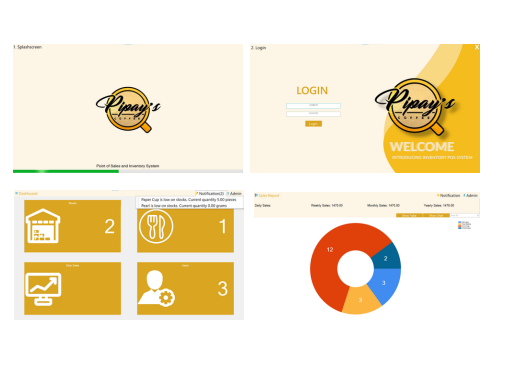 1. Splashscreen
Pipay's
COFFEE
Point of Sales and Inventory System
2. Login
X
LOGIN
Login
Pipay's
COFFEE
WELCOME
Dashboard
Notification(2)
Admin
Paper Cup is low on stocks. Current quantity 5.00 pieces
Pearl is low on stocks. Current quantity 0.00 grams
2
1
3
Sales Report
Notification
Admin
Daily Sales
Weekly Sales: 1470.00
Monthly Sales: 1470.00
Yearly Sales: 1470.00
12
2
3
3